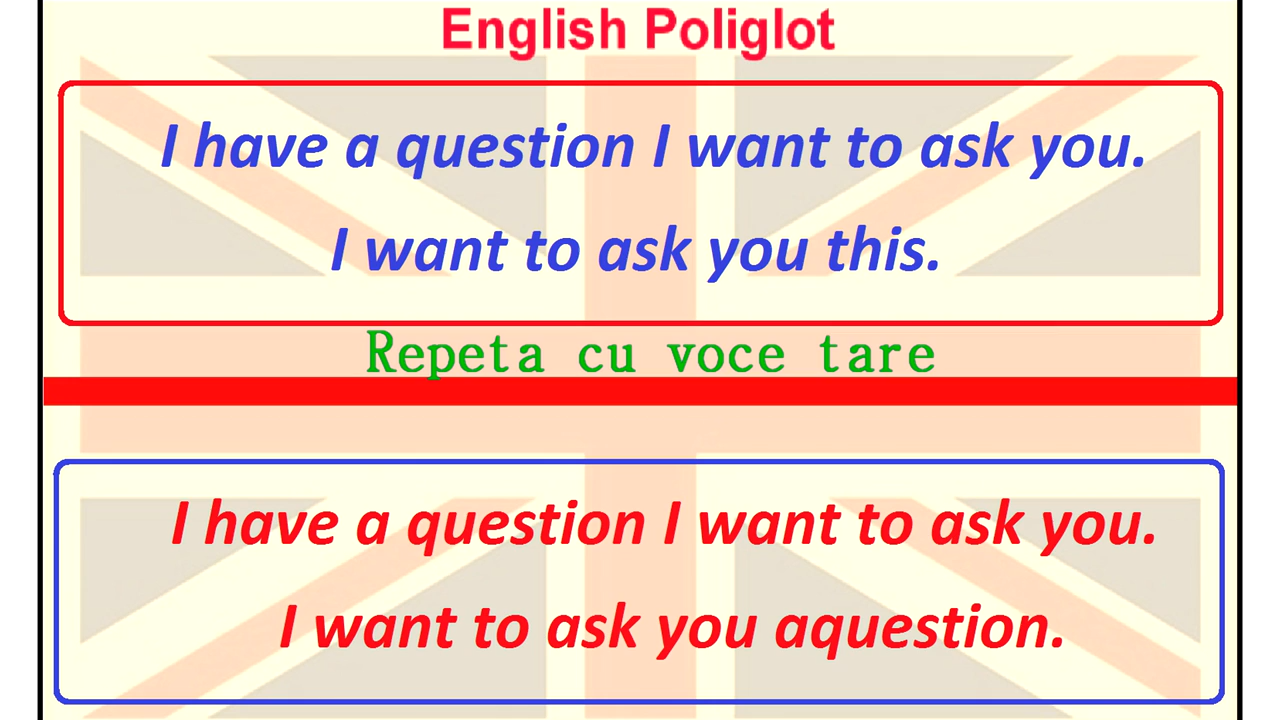 English Poliglot
I have a question I want to ask you.
I want to ask you this.
Repeta cu voce tare
I have a question I want to ask you.
I want to ask you aquestion.